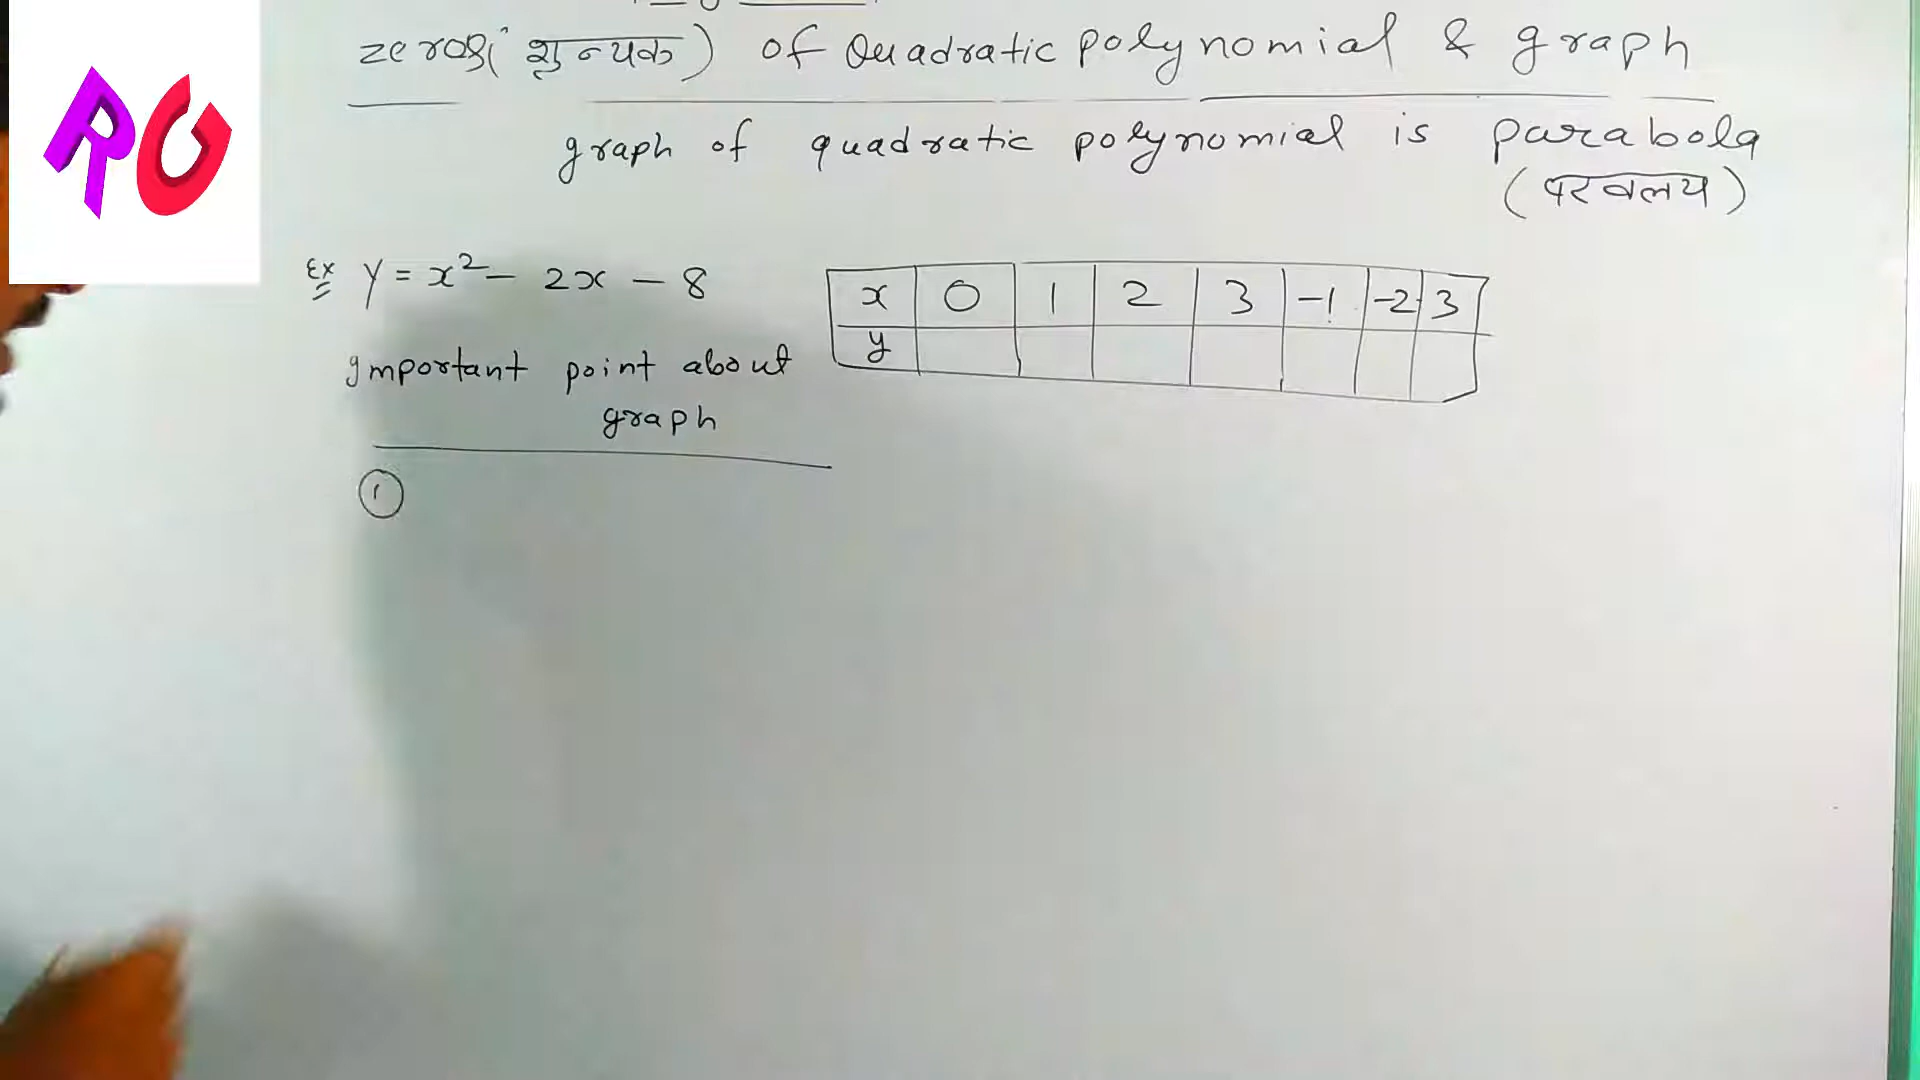 RG
zeros( शुन्यक ) of Quadratic polynomial & graph
graph of quadratic polynomial is parabola
(परवलय)
Ex y = x² - 2x - 8
x 0 1 2 3 -1 -2 3
y
Important point about
graph
①